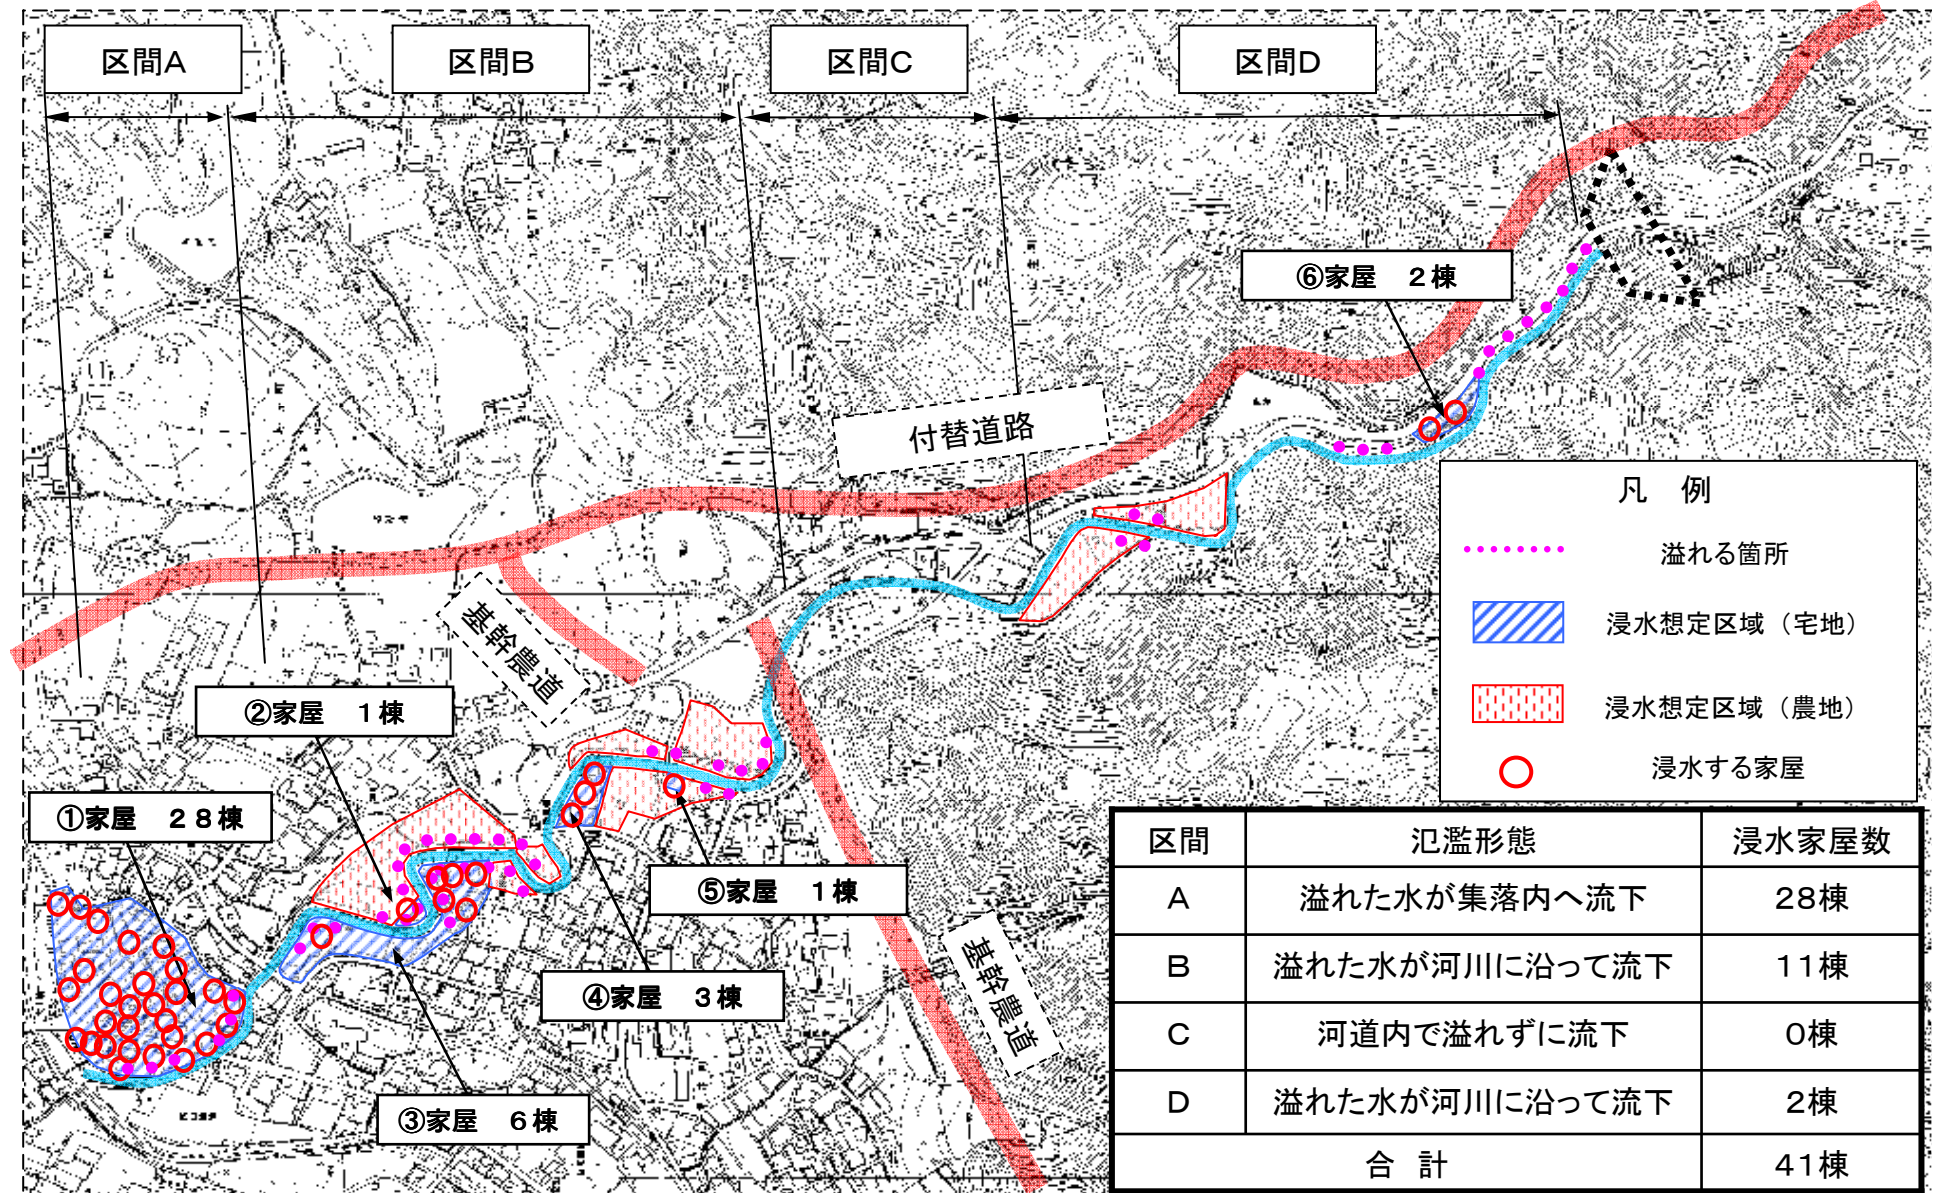 区間A
区間B
区間C
区間D
⑥家屋　２棟
付替道路
基幹農道
②家屋　１棟
①家屋　２８棟
⑤家屋　１棟
④家屋　３棟
③家屋　６棟
基幹農道
凡　例
溢れる箇所
浸水想定区域（宅地）
浸水想定区域（農地）
浸水する家屋
区間　氾濫形態　浸水家屋数
A　溢れた水が集落内へ流下　28棟
B　溢れた水が河川に沿って流下　11棟
C　河道内で溢れずに流下　0棟
D　溢れた水が河川に沿って流下　2棟
合　計　41棟